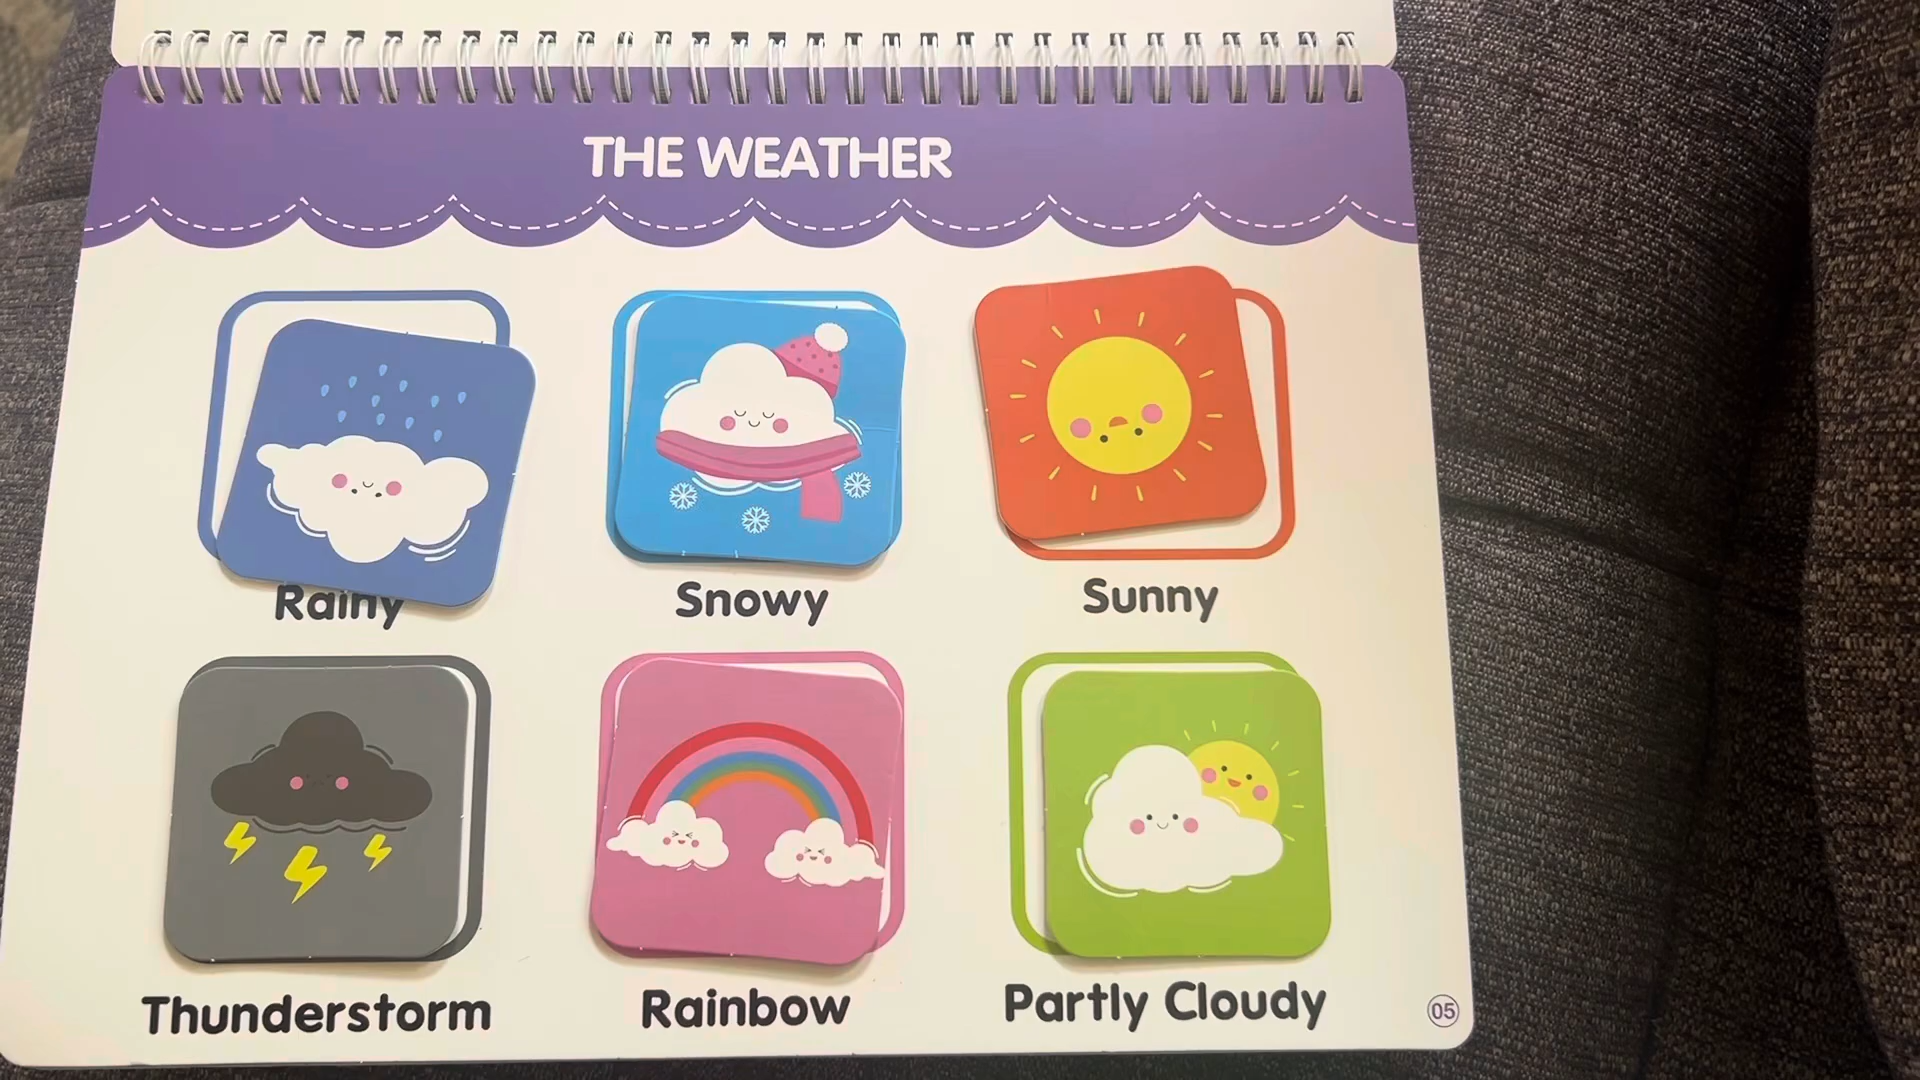 THE WEATHER
Rainy
Snowy
Sunny
Thunderstorm
Rainbow
Partly Cloudy
05